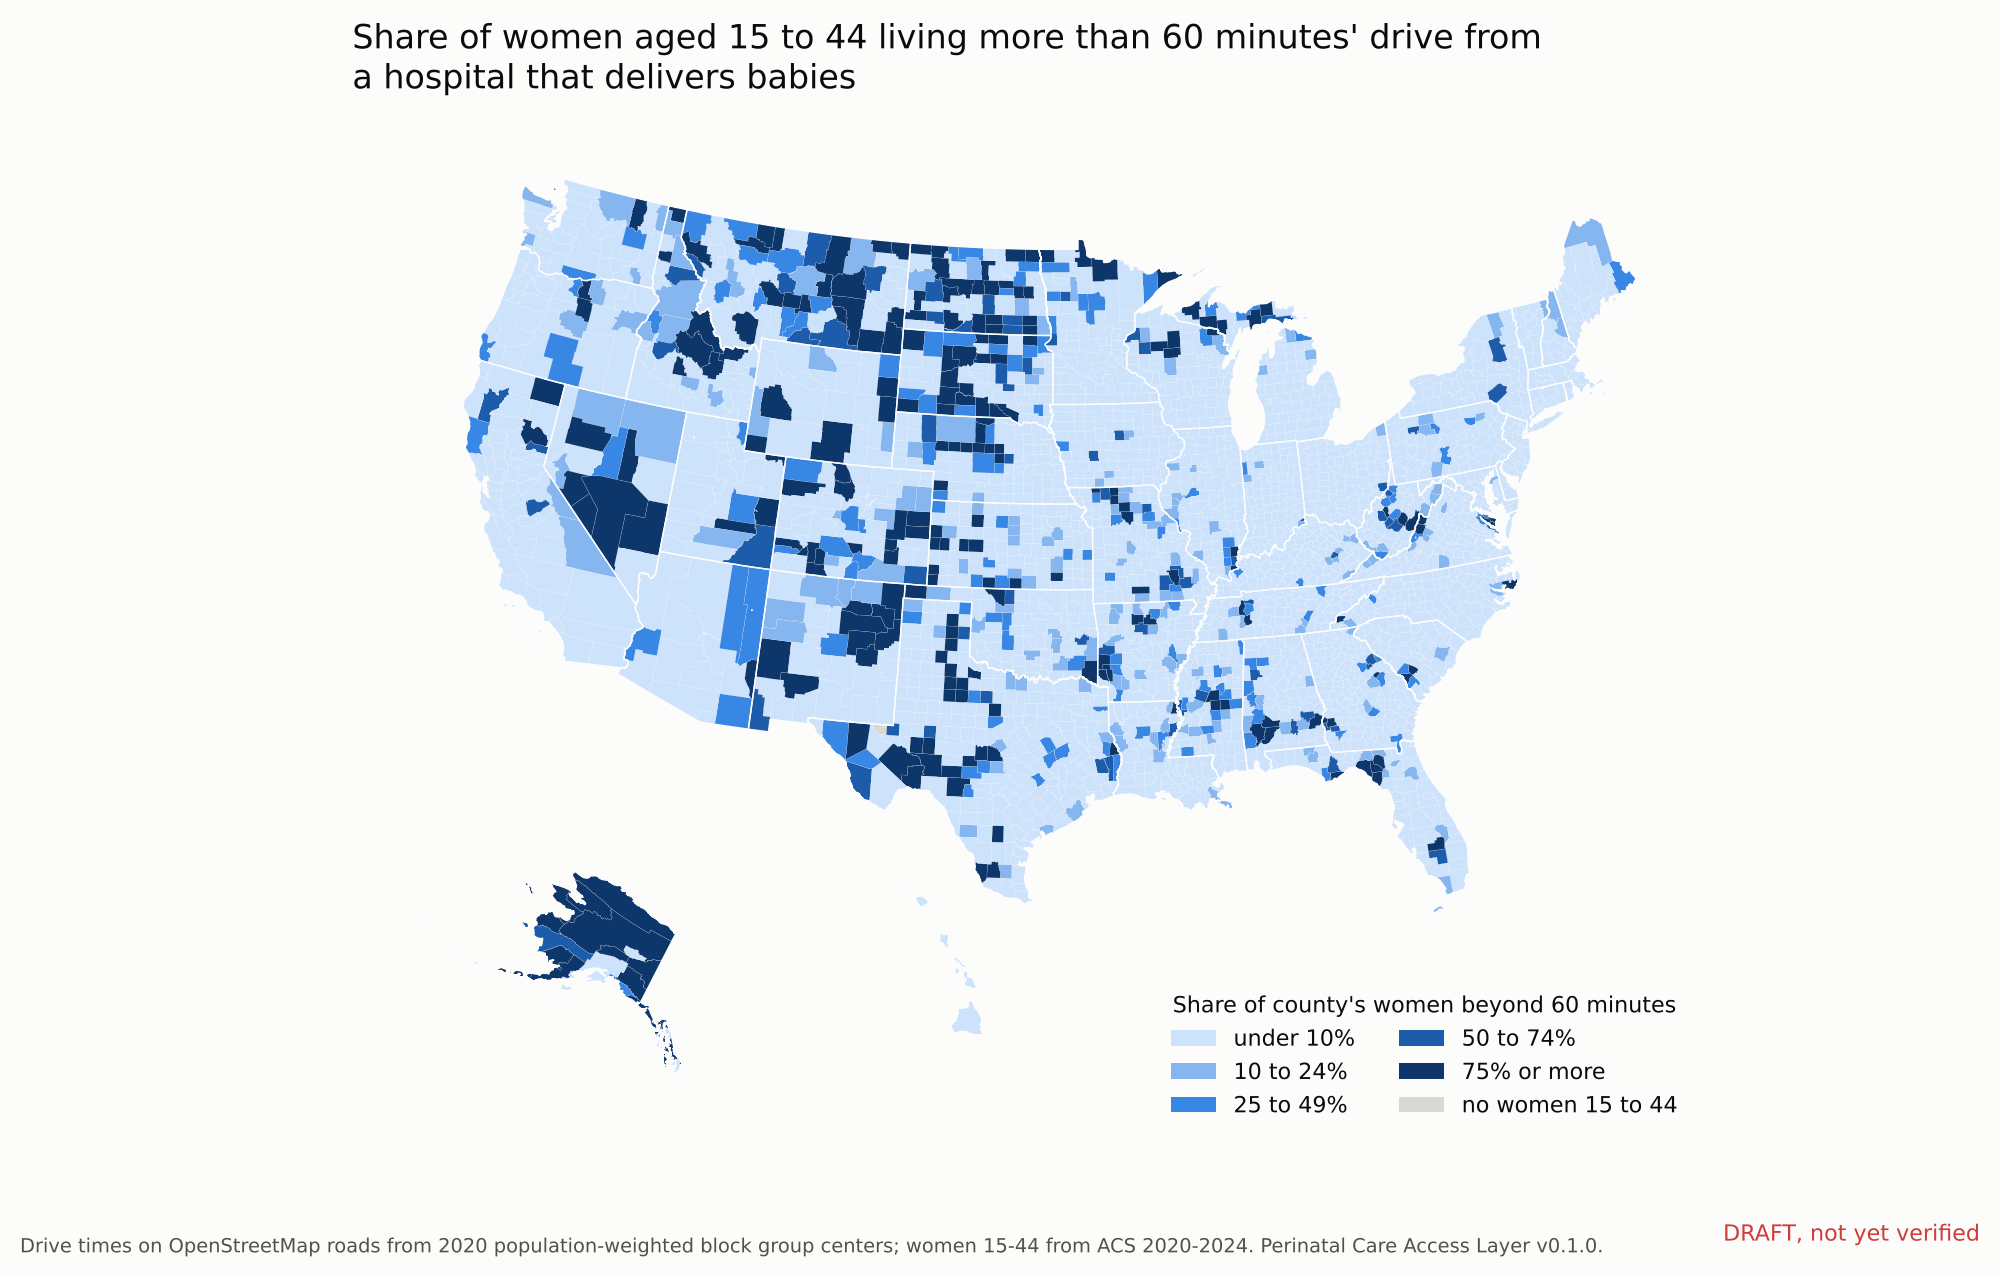 Share of women aged 15 to 44 living more than 60 minutes' drive from
a hospital that delivers babies
Share of county's women beyond 60 minutes
under 10%
10 to 24%
25 to 49%
50 to 74%
75% or more
no women 15 to 44
DRAFT, not yet verified
Drive times on OpenStreetMap roads from 2020 population-weighted block group centers; women 15-44 from ACS 2020-2024. Perinatal Care Access Layer v0.1.0.